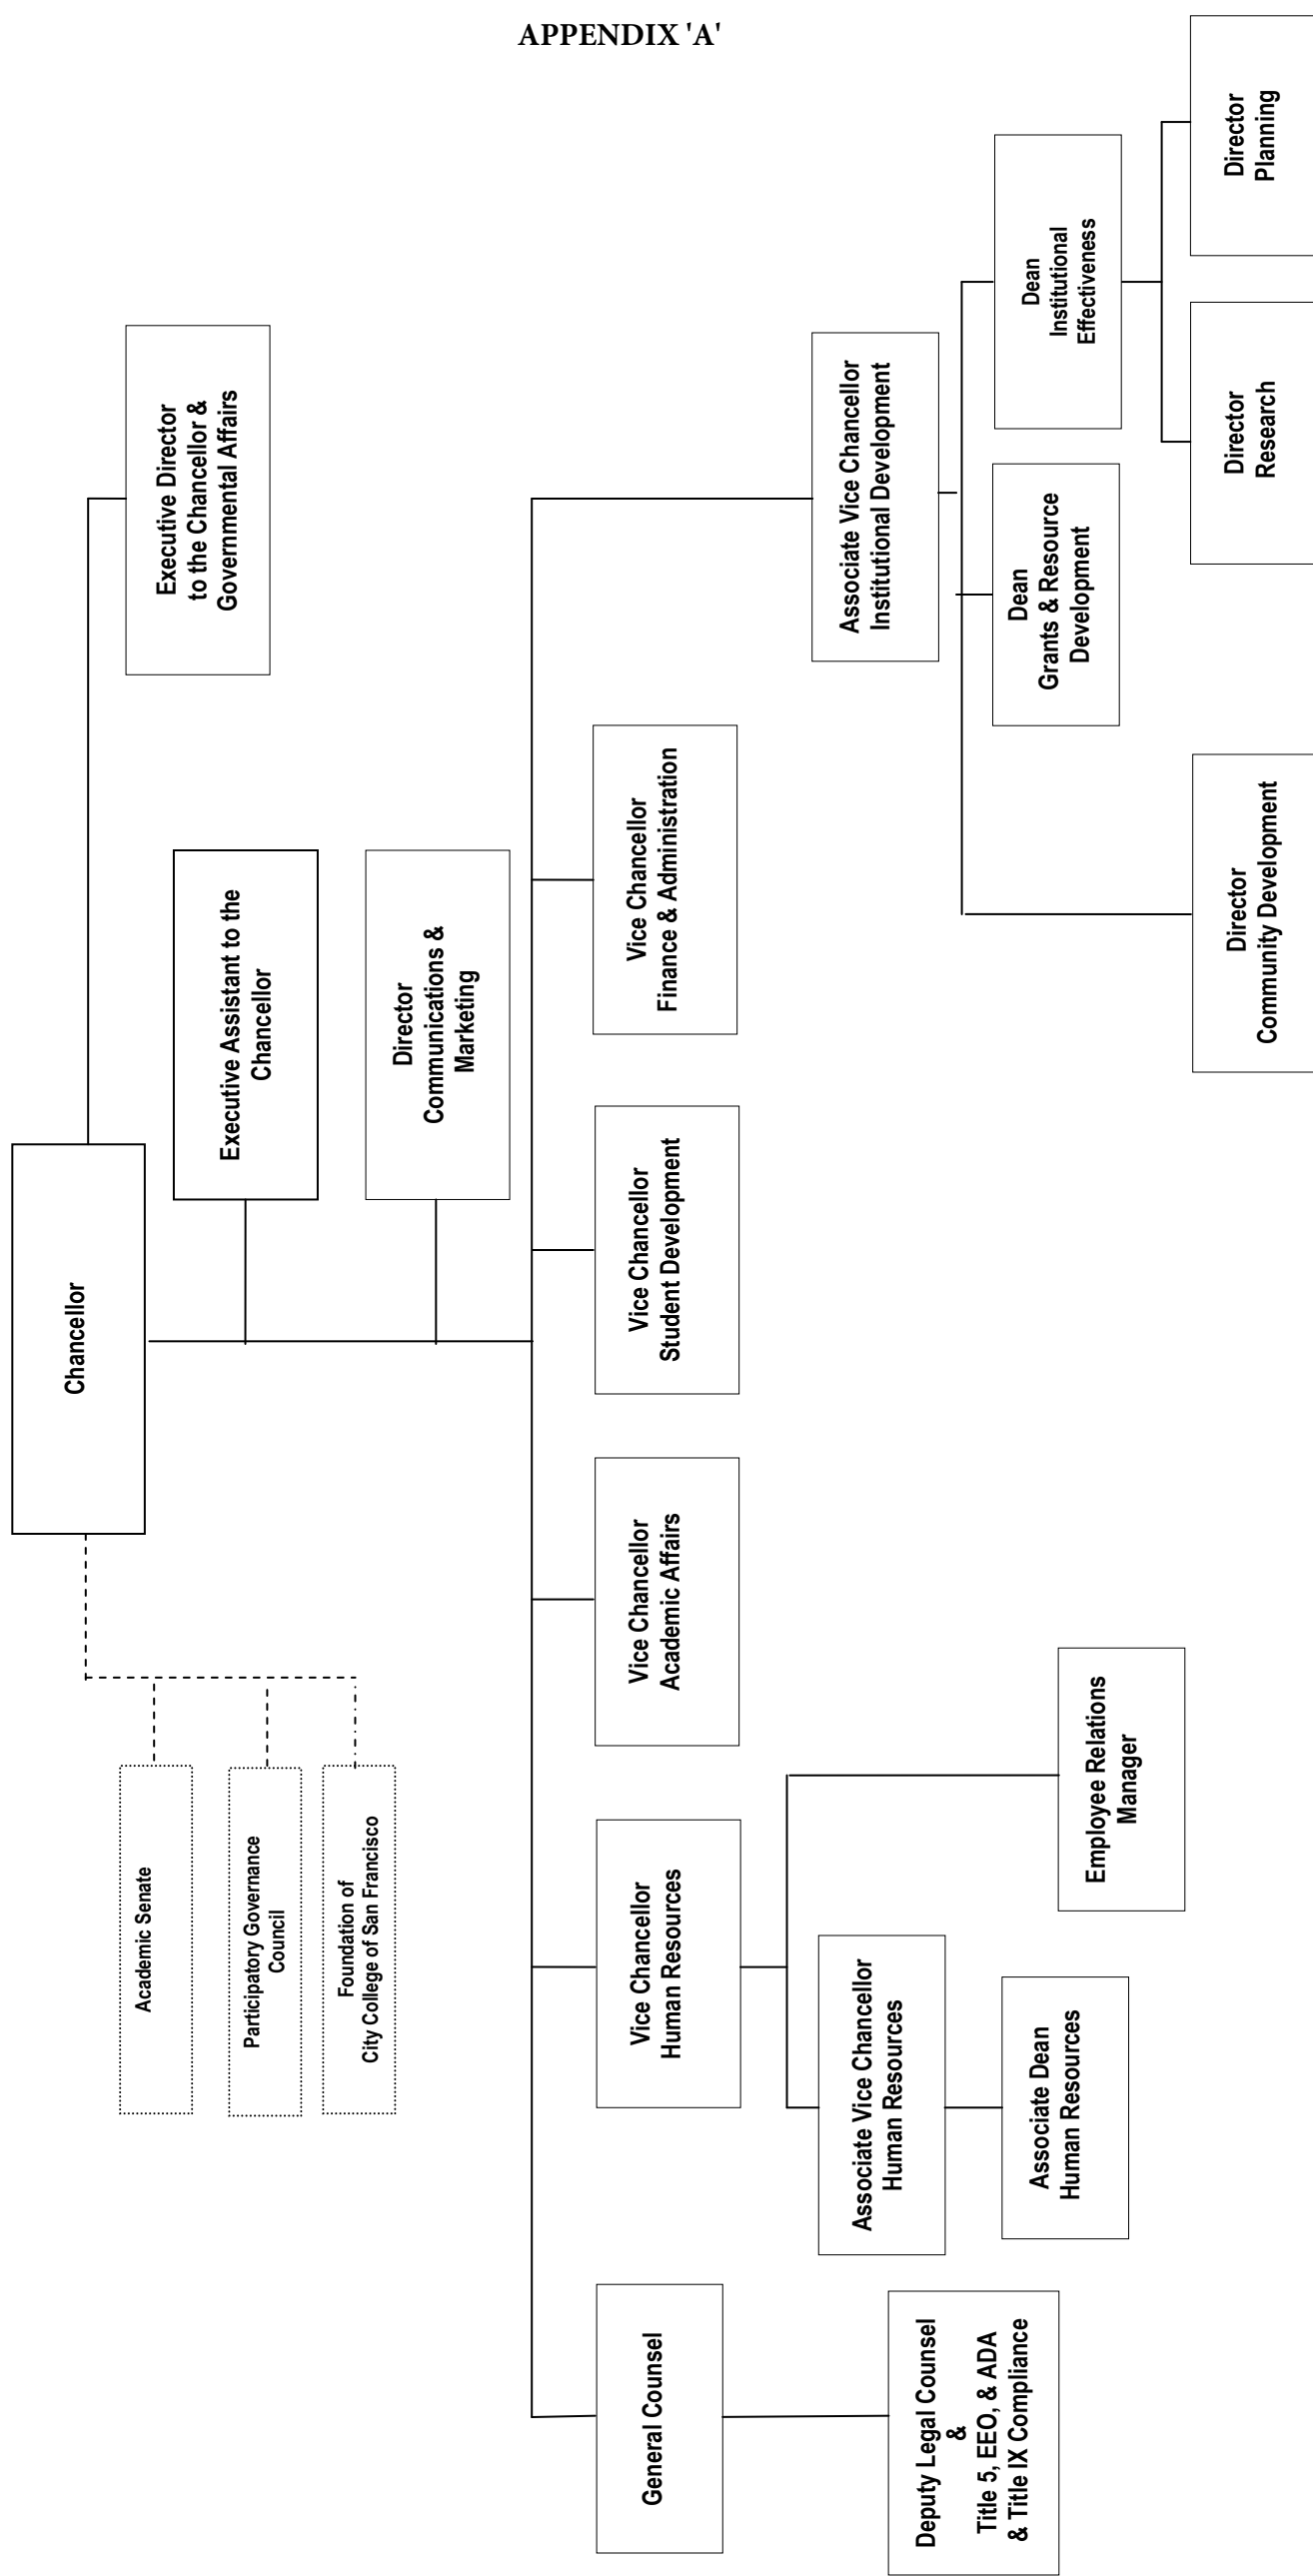 APPENDIX 'A'
Chancellor
Executive Director
to the Chancellor &
Governmental Affairs
Academic Senate
Executive Assistant to the
Chancellor
Participatory Governance
Council
Foundation of
City College of San Francisco
Director
Communications &
Marketing
General Counsel
Vice Chancellor
Human Resources
Vice Chancellor
Academic Affairs
Vice Chancellor
Student Development
Vice Chancellor
Finance & Administration
Associate Vice Chancellor
Institutional Development
Deputy Legal Counsel
&
Title 5, EEO, & ADA
& Title IX Compliance
Associate Vice Chancellor
Human Resources
Associate Dean
Human Resources
Employee Relations
Manager
Dean
Grants & Resource
Development
Dean
Institutional
Effectiveness
Director
Community Development
Director
Research
Director
Planning